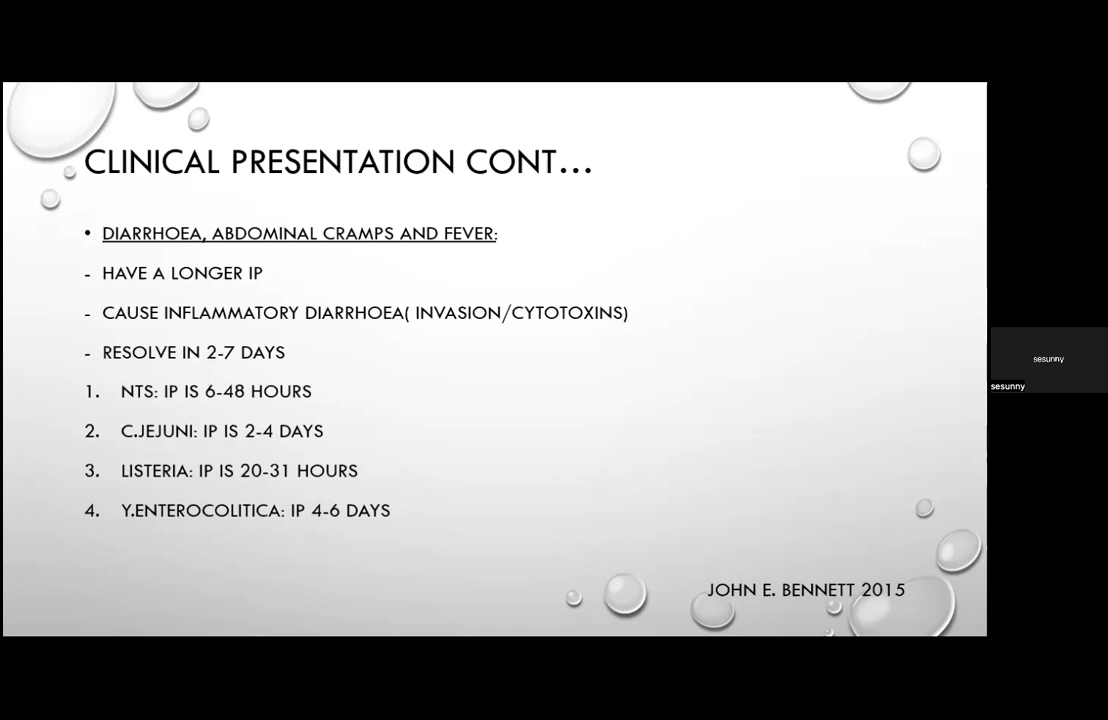 CLINICAL PRESENTATION CONT...
• DIARRHOEA, ABDOMINAL CRAMPS AND FEVER:
- HAVE A LONGER IP
- CAUSE INFLAMMATORY DIARRHOEA( INVASION/CYTOTOXINS)
- RESOLVE IN 2-7 DAYS
1. NTS: IP IS 6-48 HOURS
2. C.JEJUNI: IP IS 2-4 DAYS
3. LISTERIA: IP IS 20-31 HOURS
4. Y.ENTEROCOLITICA: IP 4-6 DAYS
JOHN E. BENNETT 2015
sesunny
sesunny